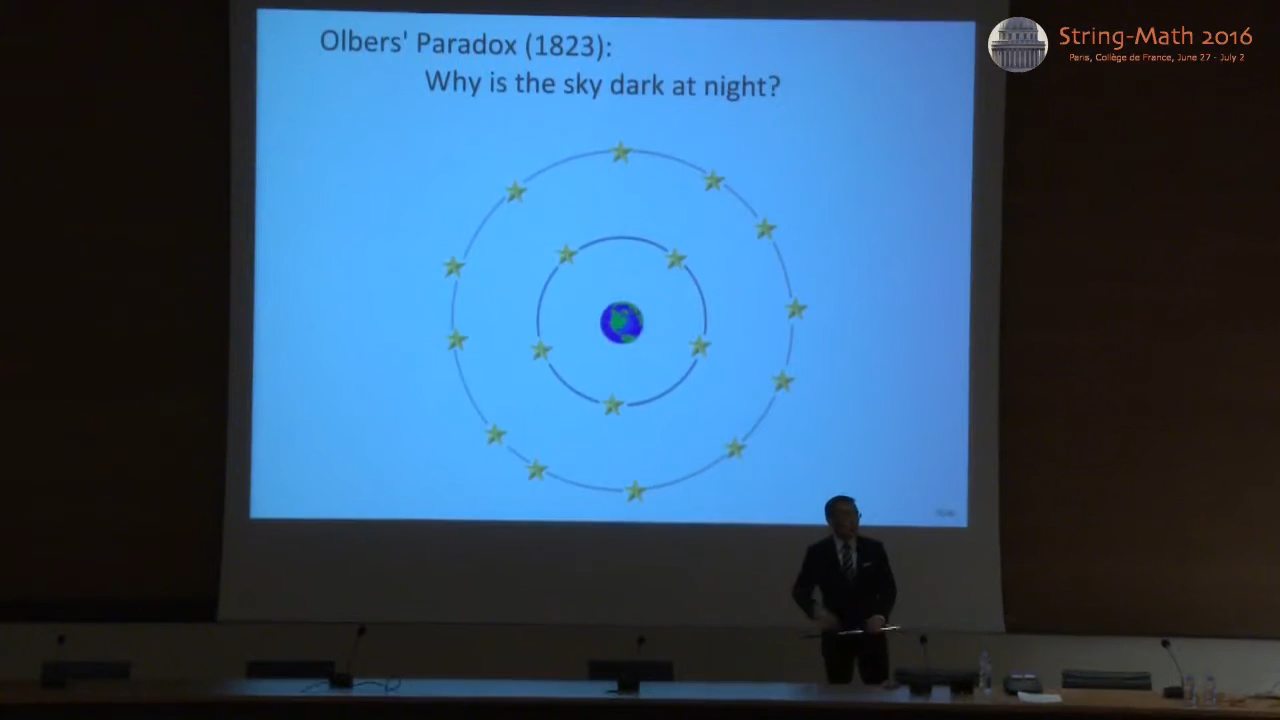 Olbers' Paradox (1823):
Why is the sky dark at night?
String-Math 2016
Paris, Collège de France, June 27 - July 2